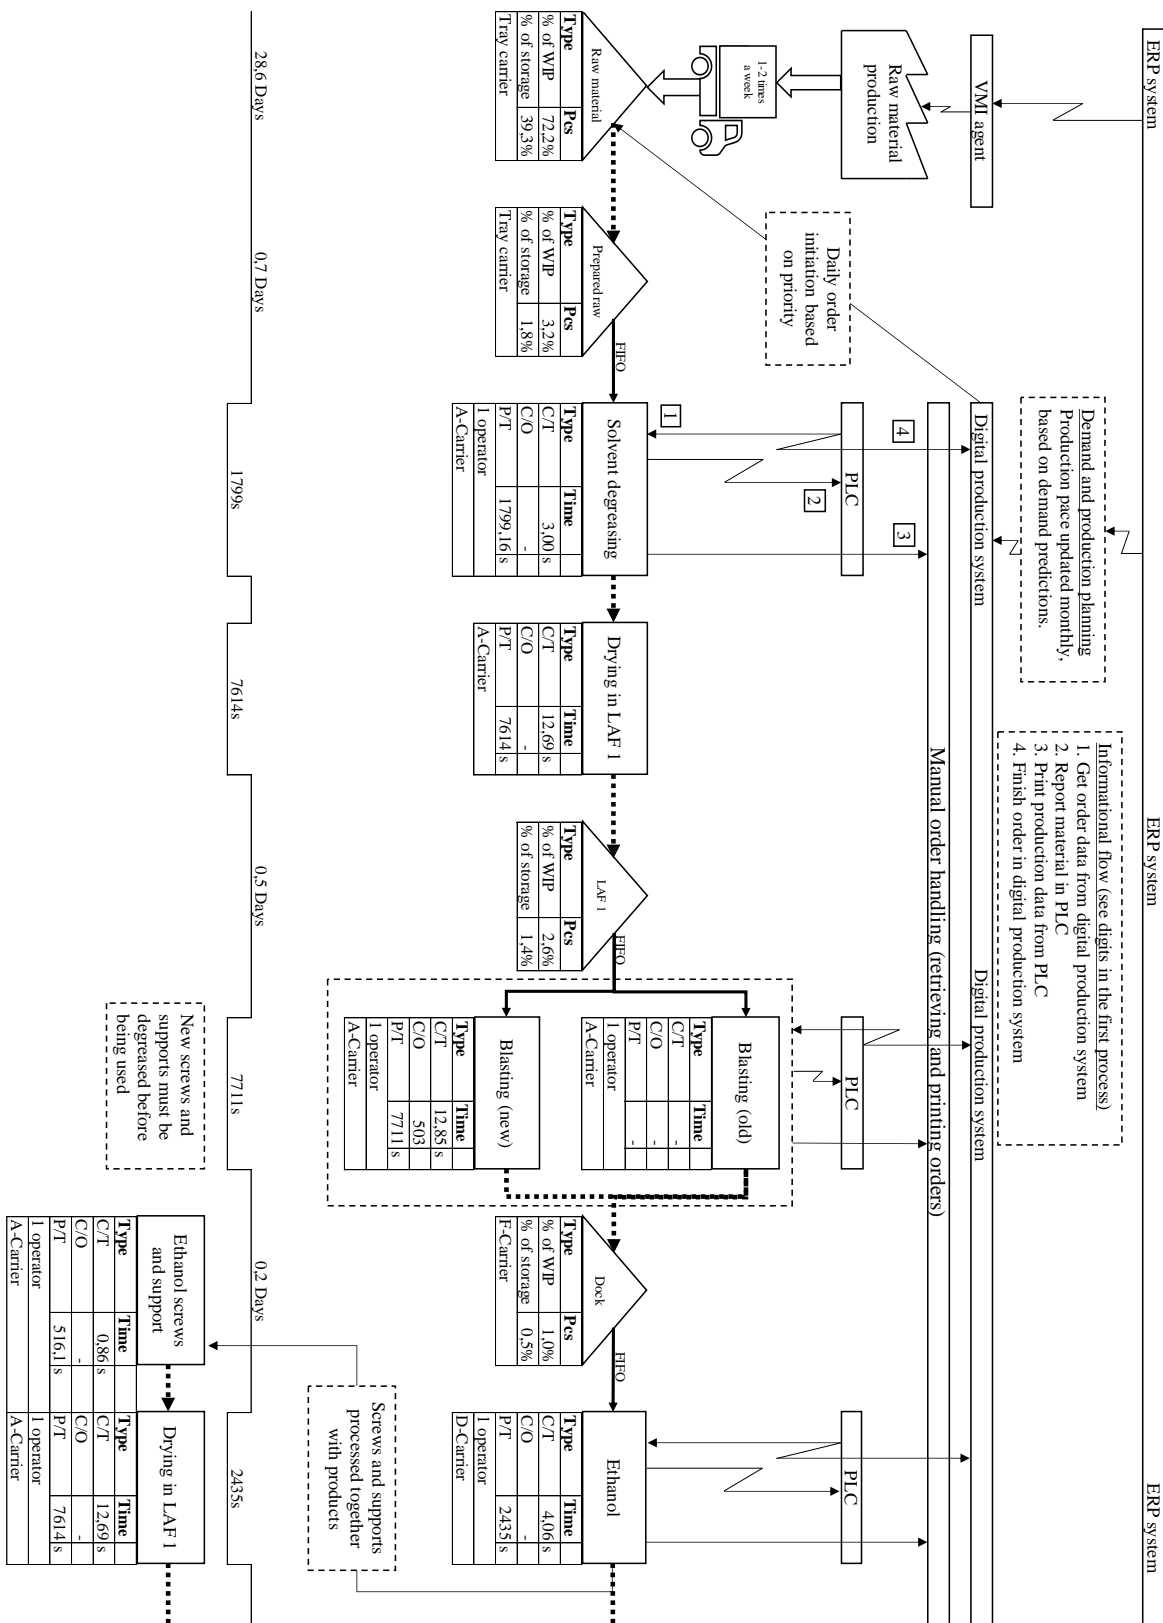 ERP system
ERP system
ERP system
VMI agent
Raw material
production
1-2 times
a week
Demand and production planning
Production pace updated monthly,
based on demand predictions.
Informational flow (see digits in the first process)
1. Get order data from digital production system
2. Report material in PLC
3. Print production data from PLC
4. Finish order in digital production system
Digital production system
Digital production system
Manual order handling (retrieving and printing orders)
Daily order
initiation based
on priority
PLC
PLC
PLC
4
3
2
1
Raw material
Type Pcs
% of WIP 72,2%
% of storage 39,3%
Tray carrier
Prepared raw
Type Pcs
% of WIP 3,2%
% of storage 1,8%
Tray carrier
FIFO
Solvent degreasing
Type Time
C/T 3,00 s
C/O -
P/T 1799,16 s
1 operator
A-Carrier
Drying in LAF 1
Type Time
C/T 12,69 s
C/O -
P/T 7614 s
A-Carrier
LAF 1
Type Pcs
% of WIP 2,6%
% of storage 1,4%
FIFO
Blasting (old)
Type Time
C/T -
C/O -
P/T -
1 operator
A-Carrier
Blasting (new)
Type Time
C/T 12,85 s
C/O 503
P/T 7711 s
1 operator
A-Carrier
Dock
Type Pcs
% of WIP 1,0%
% of storage 0,5%
F-Carrier
FIFO
Ethanol
Type Time
C/T 4,06 s
C/O -
P/T 2435 s
1 operator
D-Carrier
Screws and supports
processed together
with products
28,6 Days
0,7 Days
1799s
7614s
0,5 Days
7711s
0,2 Days
2435s
New screws and
supports must be
degreased before
being used
Ethanol screws
and support
Type Time
C/T 0,86 s
C/O -
P/T 516,1 s
1 operator
A-Carrier
Drying in LAF 1
Type Time
C/T 12,69 s
C/O -
P/T 7614 s
1 operator
A-Carrier